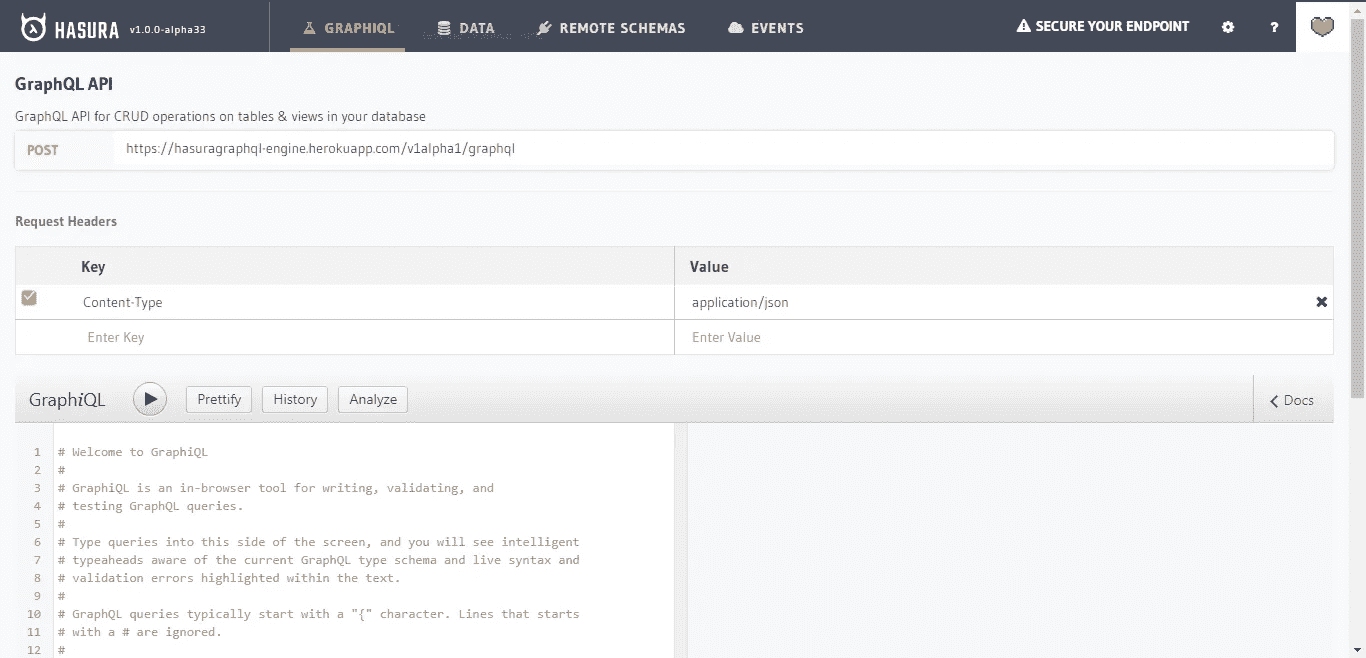 HASURA v1.0.0-alpha33 GRAPHIQL DATA REMOTE SCHEMAS EVENTS SECURE YOUR ENDPOINT ?
GraphQL API
GraphQL API for CRUD operations on tables & views in your database
POST https://hasuragraphql-engine.herokuapp.com/v1alpha1/graphql
Request Headers
Key Value
Content-Type application/json
Enter Key Enter Value
GraphiQL Prettify History Analyze Docs
1 # Welcome to GraphiQL
2 #
3 # GraphiQL is an in-browser tool for writing, validating, and
4 # testing GraphQL queries.
5 #
6 # Type queries into this side of the screen, and you will see intelligent
7 # typeaheads aware of the current GraphQL type schema and live syntax and
8 # validation errors highlighted within the text.
9 #
10 # GraphQL queries typically start with a "{" character. Lines that starts
11 # with a # are ignored.
12 #